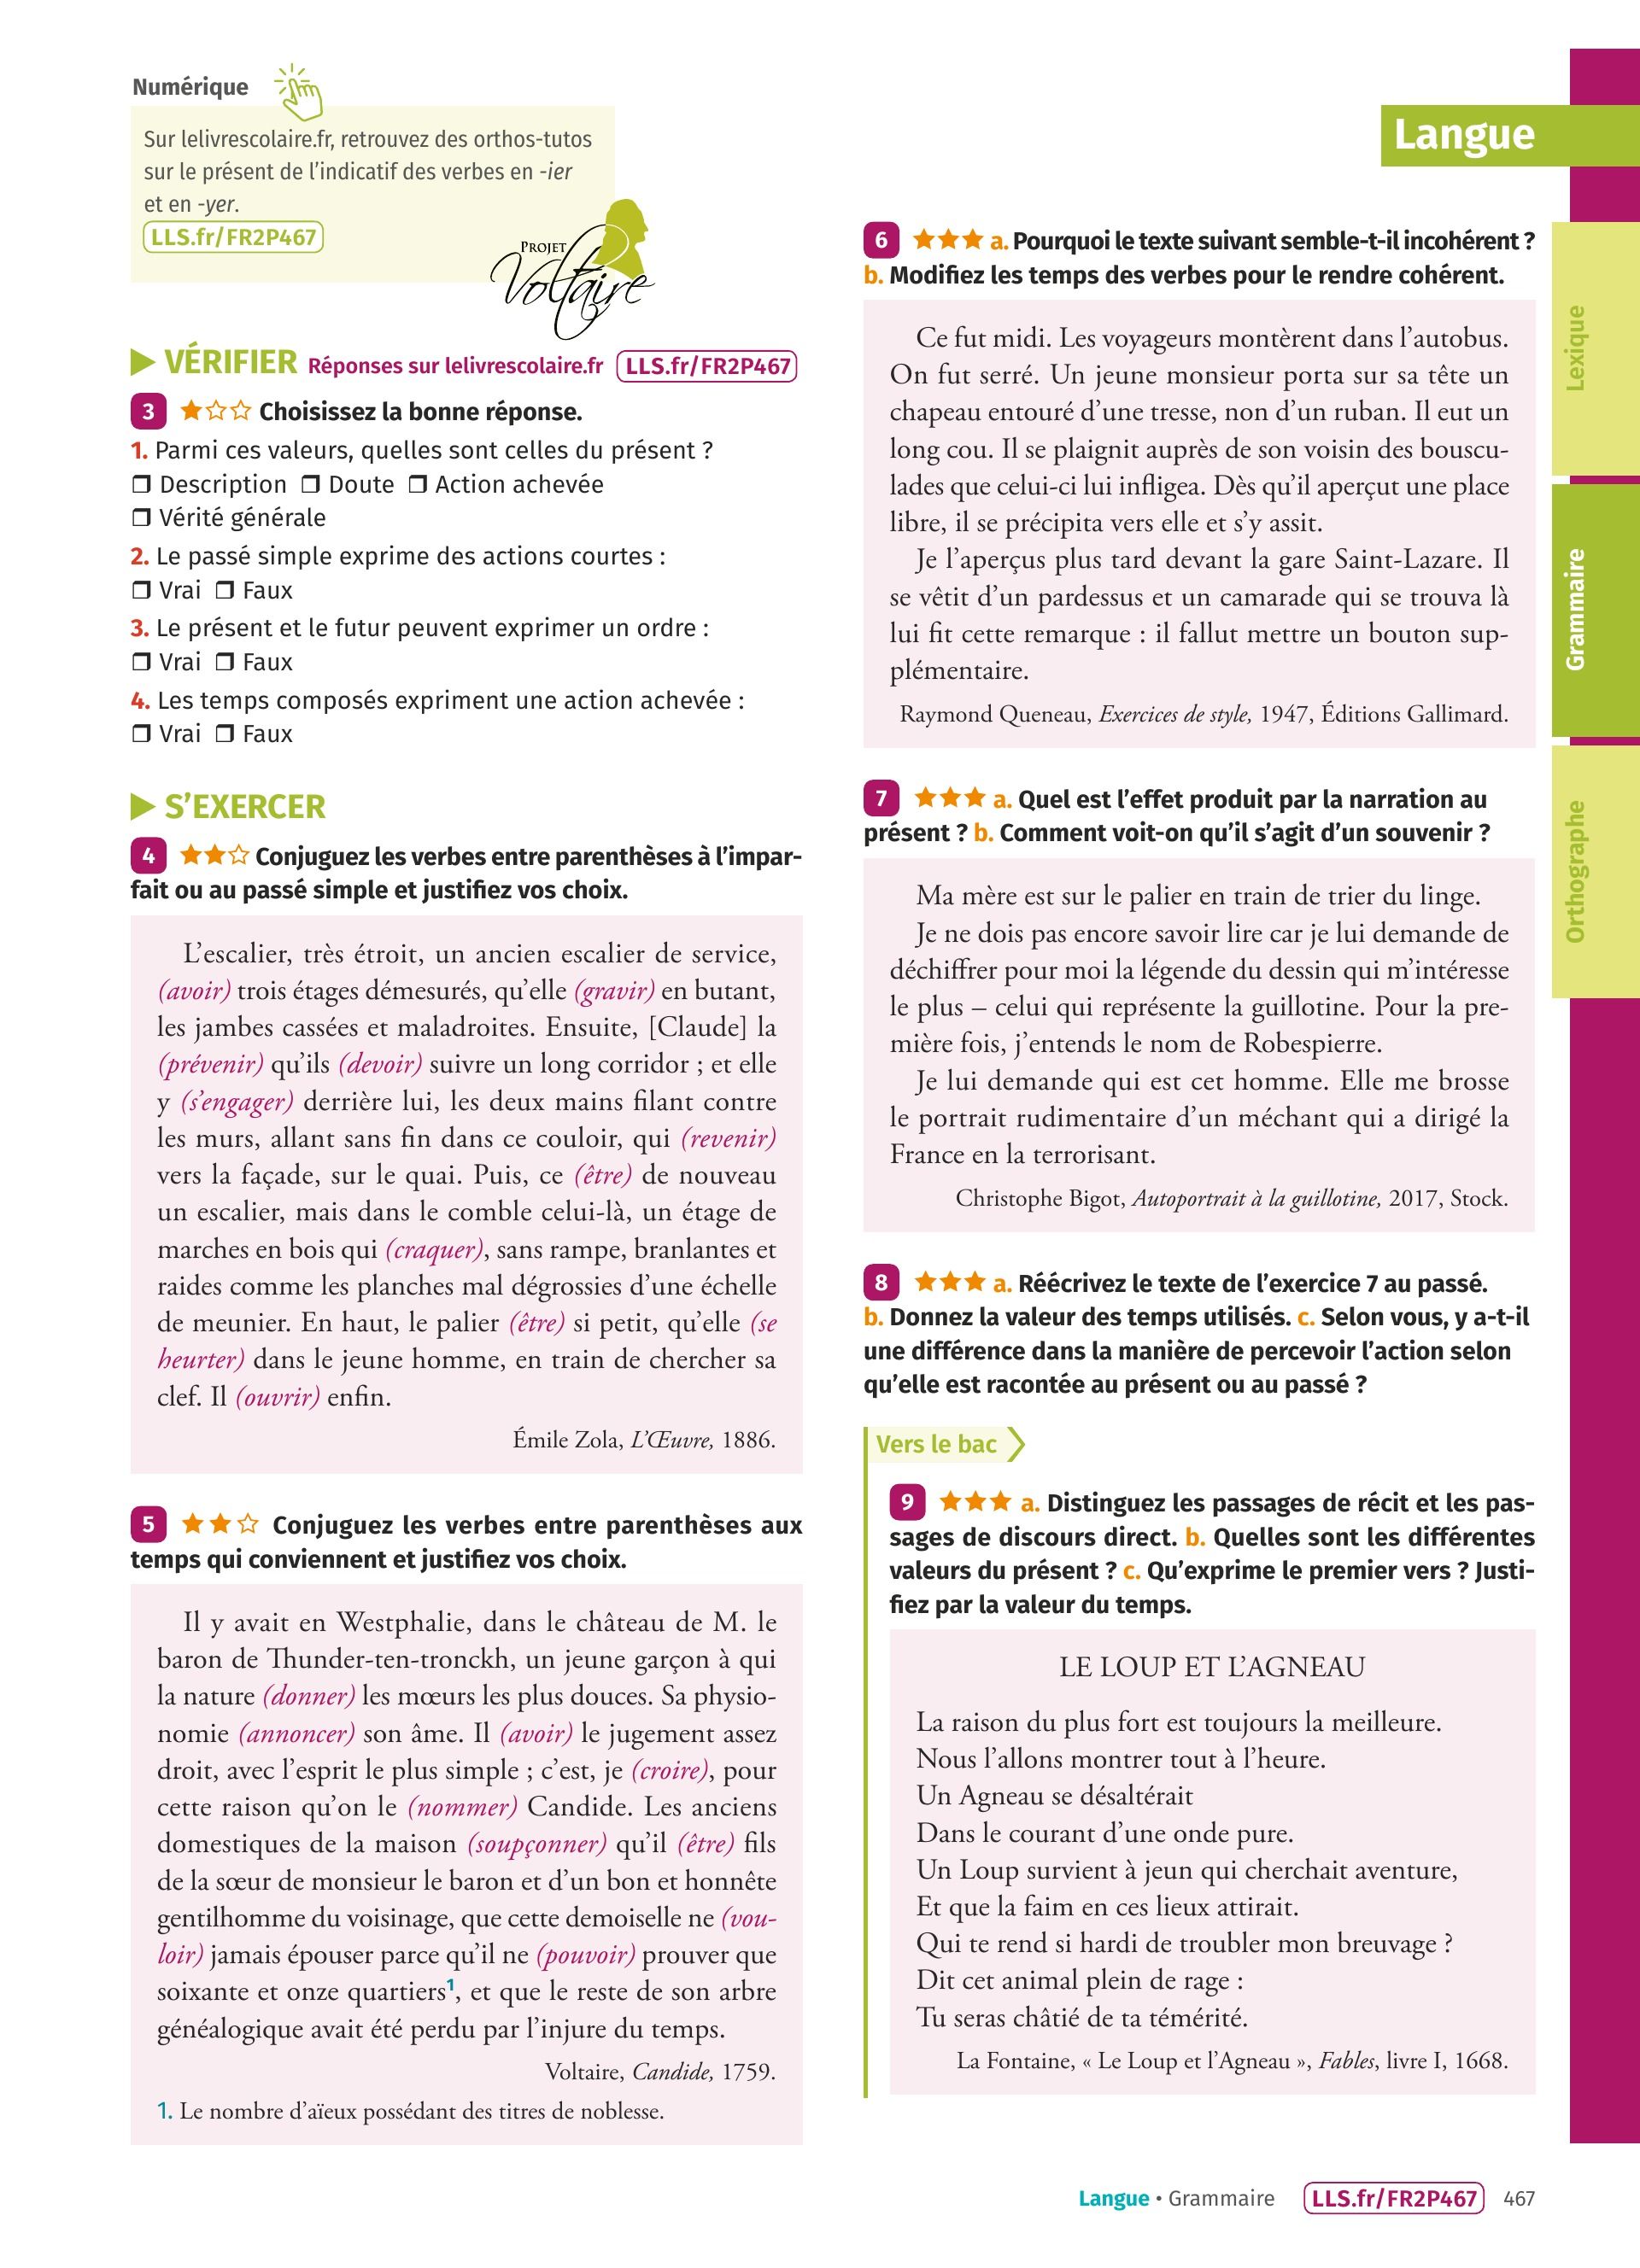 Numérique
Sur lelivrescolaire.fr, retrouvez des orthos-tutos
sur le présent de l'indicatif des verbes en -ier
et en -yer.
LLS.fr/FR2P467
PROJET
Voltaire
VÉRIFIER Réponses sur lelivrescolaire.fr LLS.fr/FR2P467
3 ★☆☆ Choisissez la bonne réponse.
1. Parmi ces valeurs, quelles sont celles du présent ?
❒ Description ❒ Doute ❒ Action achevée
❒ Vérité générale
2. Le passé simple exprime des actions courtes :
❒ Vrai ❒ Faux
3. Le présent et le futur peuvent exprimer un ordre :
❒ Vrai ❒ Faux
4. Les temps composés expriment une action achevée :
❒ Vrai ❒ Faux
S'EXERCER
4 ★★☆ Conjuguez les verbes entre parenthèses à l'impar-
fait ou au passé simple et justifiez vos choix.
L'escalier, très étroit, un ancien escalier de service,
(avoir) trois étages démesurés, qu'elle (gravir) en butant,
les jambes cassées et maladroites. Ensuite, [Claude] la
(prévenir) qu'ils (devoir) suivre un long corridor ; et elle
y (s'engager) derrière lui, les deux mains filant contre
les murs, allant sans fin dans ce couloir, qui (revenir)
vers la façade, sur le quai. Puis, ce (être) de nouveau
un escalier, mais dans le comble celui-là, un étage de
marches en bois qui (craquer), sans rampe, branlantes et
raides comme les planches mal dégrossies d'une échelle
de meunier. En haut, le palier (être) si petit, qu'elle (se
heurter) dans le jeune homme, en train de chercher sa
clef. Il (ouvrir) enfin.
Émile Zola, L'Œuvre, 1886.
5 ★★☆ Conjuguez les verbes entre parenthèses aux
temps qui conviennent et justifiez vos choix.
Il y avait en Westphalie, dans le château de M. le
baron de Thunder-ten-tronckh, un jeune garçon à qui
la nature (donner) les mœurs les plus douces. Sa physio-
nomie (annoncer) son âme. Il (avoir) le jugement assez
droit, avec l'esprit le plus simple ; c'est, je (croire), pour
cette raison qu'on le (nommer) Candide. Les anciens
domestiques de la maison (soupçonner) qu'il (être) fils
de la sœur de monsieur le baron et d'un bon et honnête
gentilhomme du voisinage, que cette demoiselle ne (vou-
loir) jamais épouser parce qu'il ne (pouvoir) prouver que
soixante et onze quartiers¹, et que le reste de son arbre
généalogique avait été perdu par l'injure du temps.
Voltaire, Candide, 1759.
1. Le nombre d'aïeux possédant des titres de noblesse.
Langue
6 ★★★ a. Pourquoi le texte suivant semble-t-il incohérent ?
b. Modifiez les temps des verbes pour le rendre cohérent.
Ce fut midi. Les voyageurs montèrent dans l'autobus.
On fut serré. Un jeune monsieur porta sur sa tête un
chapeau entouré d'une tresse, non d'un ruban. Il eut un
long cou. Il se plaignit auprès de son voisin des bouscu-
lades que celui-ci lui infligea. Dès qu'il aperçut une place
libre, il se précipita vers elle et s'y assit.
Je l'aperçus plus tard devant la gare Saint-Lazare. Il
se vêtit d'un pardessus et un camarade qui se trouva là
lui fit cette remarque : il fallut mettre un bouton sup-
plémentaire.
Raymond Queneau, Exercices de style, 1947, Éditions Gallimard.
7 ★★★ a. Quel est l'effet produit par la narration au
présent ? b. Comment voit-on qu'il s'agit d'un souvenir ?
Ma mère est sur le palier en train de trier du linge.
Je ne dois pas encore savoir lire car je lui demande de
déchiffrer pour moi la légende du dessin qui m'intéresse
le plus – celui qui représente la guillotine. Pour la pre-
mière fois, j'entends le nom de Robespierre.
Je lui demande qui est cet homme. Elle me brosse
le portrait rudimentaire d'un méchant qui a dirigé la
France en la terrorisant.
Christophe Bigot, Autoportrait à la guillotine, 2017, Stock.
8 ★★★ a. Réécrivez le texte de l'exercice 7 au passé.
b. Donnez la valeur des temps utilisés. c. Selon vous, y a-t-il
une différence dans la manière de percevoir l'action selon
qu'elle est racontée au présent ou au passé ?
Vers le bac
9 ★★★ a. Distinguez les passages de récit et les pas-
sages de discours direct. b. Quelles sont les différentes
valeurs du présent ? c. Qu'exprime le premier vers ? Justi-
fiez par la valeur du temps.
LE LOUP ET L'AGNEAU
La raison du plus fort est toujours la meilleure.
Nous l'allons montrer tout à l'heure.
Un Agneau se désaltérait
Dans le courant d'une onde pure.
Un Loup survient à jeun qui cherchait aventure,
Et que la faim en ces lieux attirait.
Qui te rend si hardi de troubler mon breuvage ?
Dit cet animal plein de rage :
Tu seras châtié de ta témérité.
La Fontaine, « Le Loup et l'Agneau », Fables, livre I, 1668.
Lexique
Grammaire
Orthographe
Langue • Grammaire LLS.fr/FR2P467 467